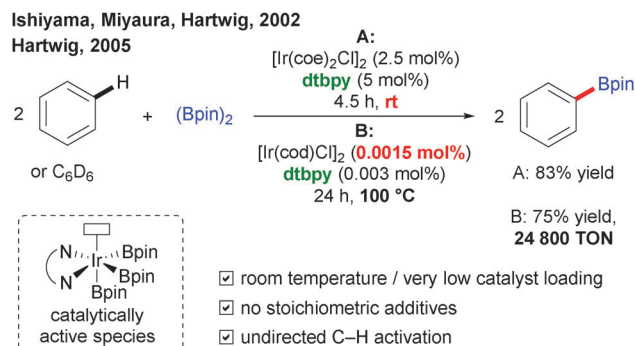 Ishiyama, Miyaura, Hartwig, 2002
Hartwig, 2005
A:
[Ir(coe)₂Cl]₂ (2.5 mol%)
dtbpy (5 mol%)
4.5 h, rt
2
H
+
(Bpin)₂
B:
[Ir(cod)Cl]₂ (0.0015 mol%)
dtbpy (0.003 mol%)
24 h, 100 °C
2
Bpin
or C₆D₆
A: 83% yield
B: 75% yield,
24 800 TON
N
N
Ir
Bpin
Bpin
Bpin
catalytically
active species
☑ room temperature / very low catalyst loading
☑ no stoichiometric additives
☑ undirected C–H activation